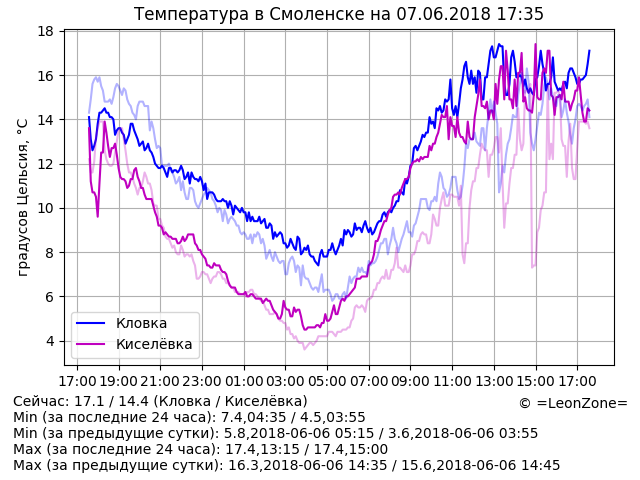 Температура в Смоленске на 07.06.2018 17:35
градусов Цельсия, °C
18
16
14
12
10
8
6
4
Кловка
Киселёвка
17:00 19:00 21:00 23:00 01:00 03:00 05:00 07:00 09:00 11:00 13:00 15:00 17:00
Сейчас: 17.1 / 14.4 (Кловка / Киселёвка)
© =LeonZone=
Min (за последние 24 часа): 7.4,04:35 / 4.5,03:55
Min (за предыдущие сутки): 5.8,2018-06-06 05:15 / 3.6,2018-06-06 03:55
Max (за последние 24 часа): 17.4,13:15 / 17.4,15:00
Max (за предыдущие сутки): 16.3,2018-06-06 14:35 / 15.6,2018-06-06 14:45